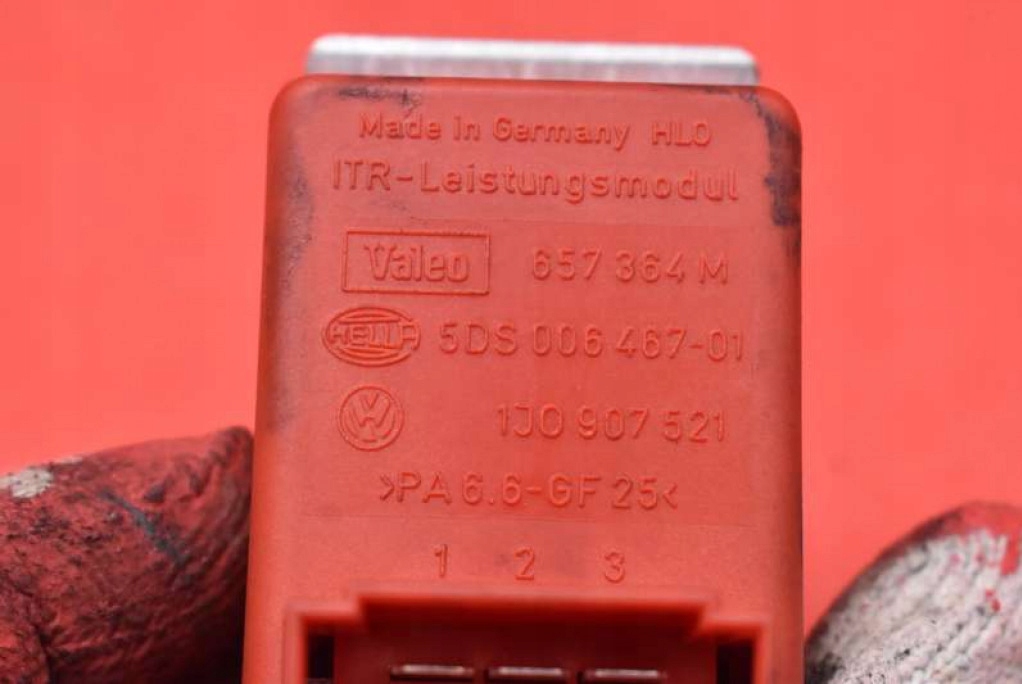 Made in Germany HLO
ITR-Leistungsmodul
Valeo 657 364 M
HELLA 5DS 006 467-01
VW 1J0 907 521
>PA 6.6-GF 25<
1 2 3